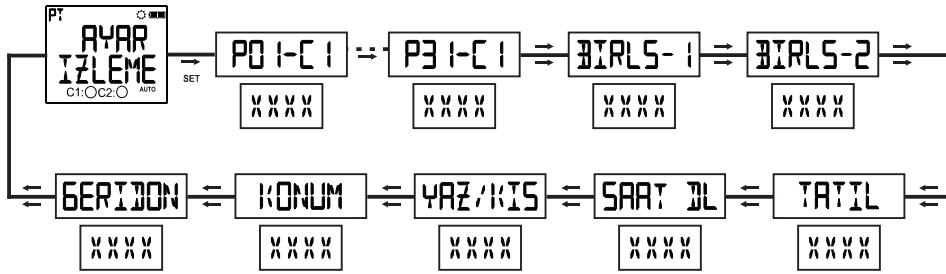 PT
AYAR
IZLEME
C1: C2: AUTO
SET
P01-C1
P31-C1
BIRLS-1
BIRLS-2
XXXX
XXXX
XXXX
XXXX
GERIDON
KONUM
YAZ/KIS
SAAT DL
TATIL
XXXX
XXXX
XXXX
XXXX
XXXX